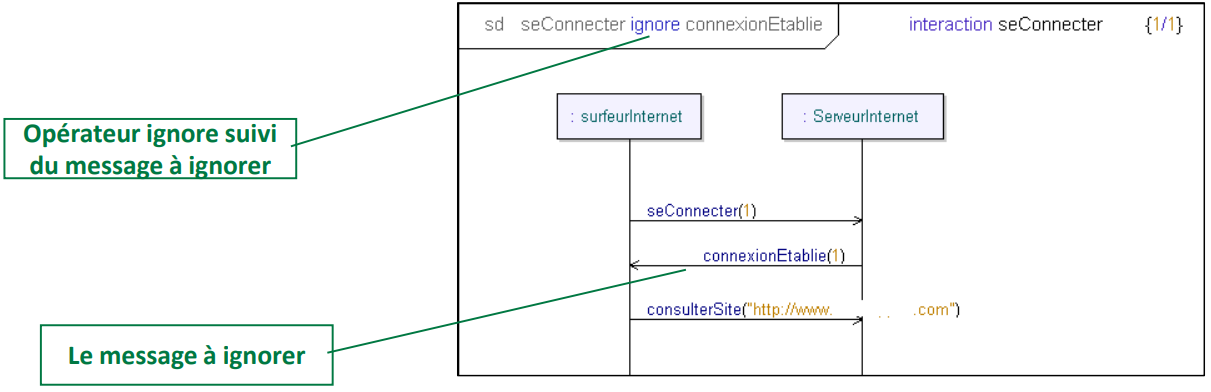 sd seConnecter ignore connexionEtablie
interaction seConnecter {1/1}
: surfeurInternet
: ServeurInternet
Opérateur ignore suivi
du message à ignorer
seConnecter(1)
connexionEtablie(1)
consulterSite("http://www. .com")
Le message à ignorer